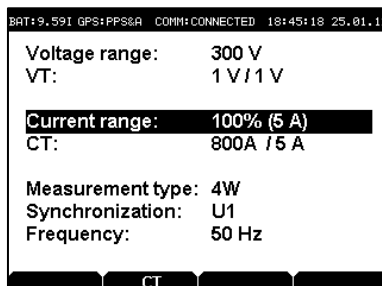 BAT:9.59I GPS:PPS&A COMM:CONNECTED 18:45:18 25.01.1
Voltage range: 300 V
VT: 1 V / 1 V
Current range: 100% (5 A)
CT: 800A / 5 A
Measurement type: 4W
Synchronization: U1
Frequency: 50 Hz
CT